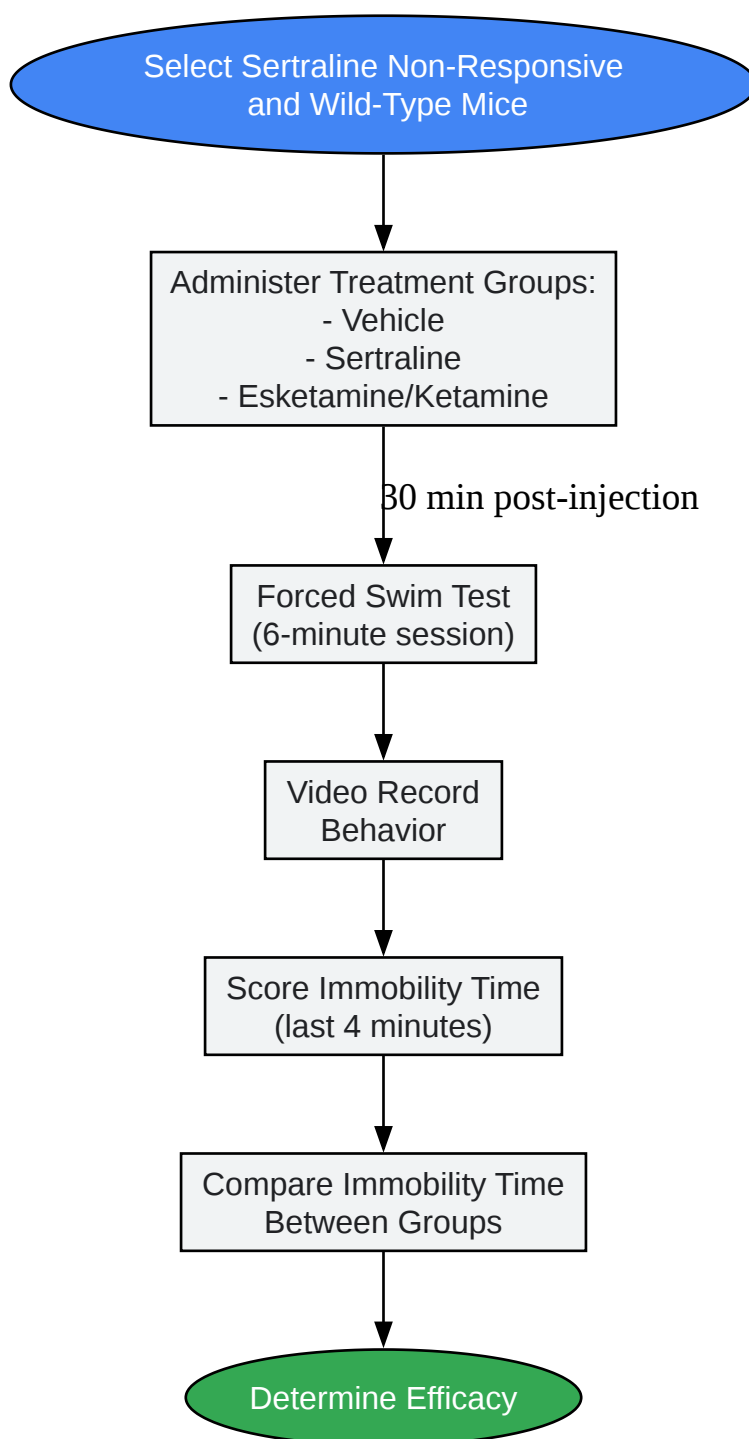 Select Sertraline Non-Responsive
and Wild-Type Mice
Administer Treatment Groups:
- Vehicle
- Sertraline
- Esketamine/Ketamine
30 min post-injection
Forced Swim Test
(6-minute session)
Video Record
Behavior
Score Immobility Time
(last 4 minutes)
Compare Immobility Time
Between Groups
Determine Efficacy